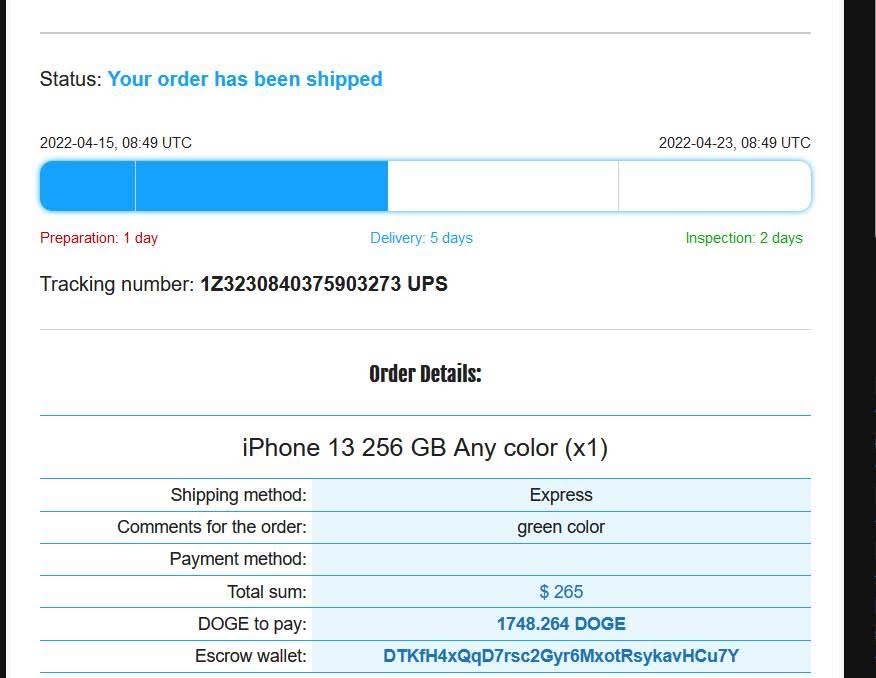 Status: Your order has been shipped
2022-04-15, 08:49 UTC 2022-04-23, 08:49 UTC
Preparation: 1 day Delivery: 5 days Inspection: 2 days
Tracking number: 1Z3230840375903273 UPS
Order Details:
iPhone 13 256 GB Any color (x1)
Shipping method: Express
Comments for the order: green color
Payment method:
Total sum: $ 265
DOGE to pay: 1748.264 DOGE
Escrow wallet: DTKfH4xQqD7rsc2Gyr6MxotRsykavHCu7Y